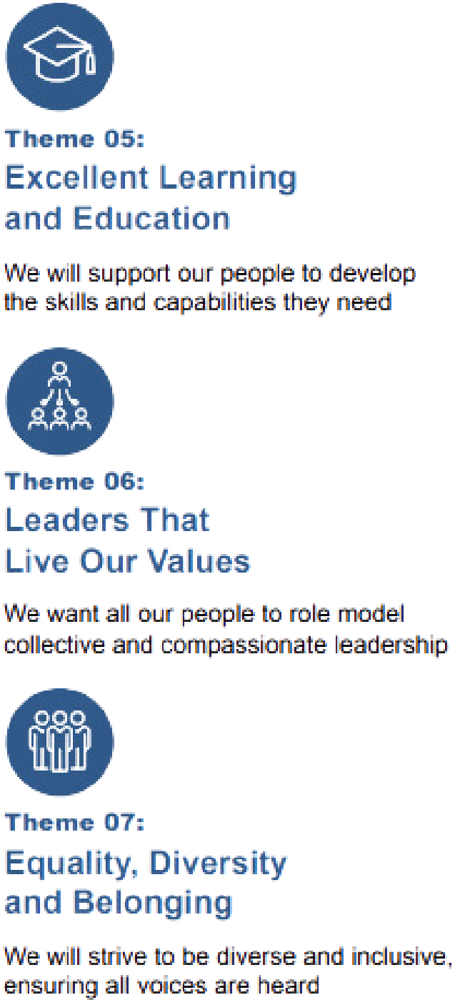 Theme 05:
Excellent Learning
and Education
We will support our people to develop
the skills and capabilities they need
Theme 06:
Leaders That
Live Our Values
We want all our people to role model
collective and compassionate leadership
Theme 07:
Equality, Diversity
and Belonging
We will strive to be diverse and inclusive,
ensuring all voices are heard